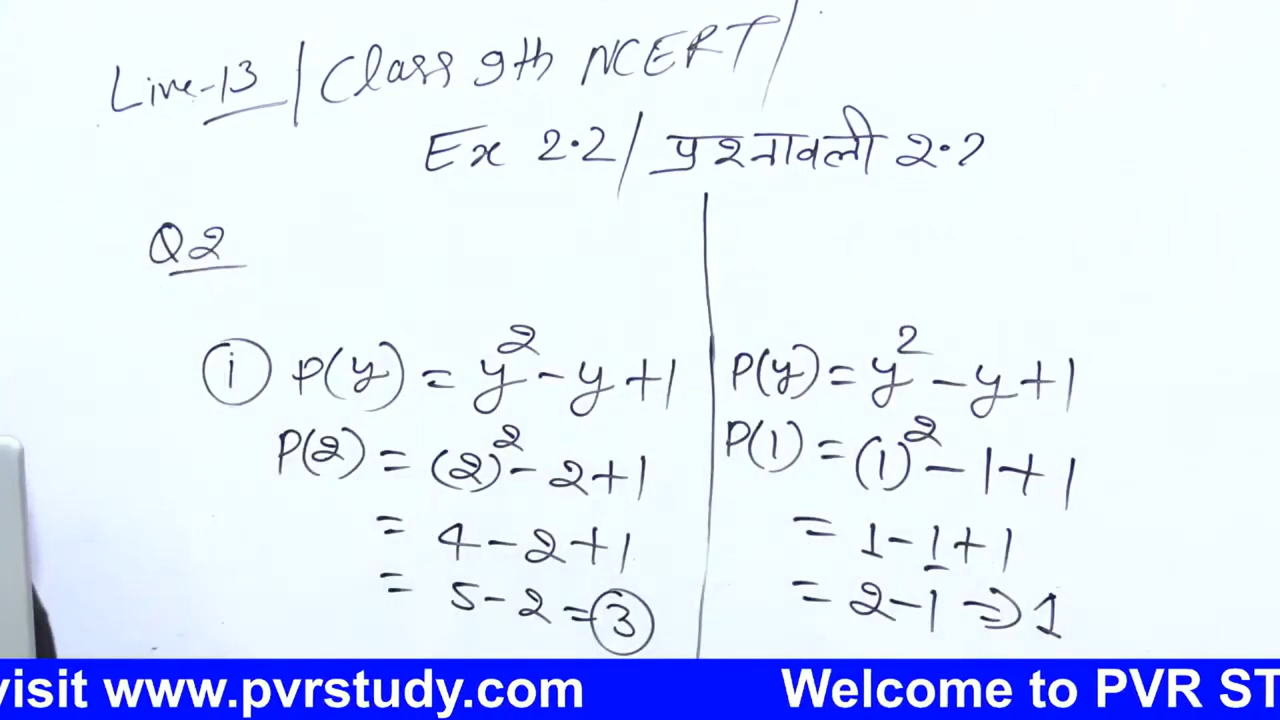 Live-13 / Class 9th NCERT /
Ex 2.2 / प्रश्नावली 2.2
Q2
(i) P(y) = y² - y + 1
P(2) = (2)² - 2 + 1
= 4 - 2 + 1
= 5 - 2 = 3
P(y) = y² - y + 1
P(1) = (1)² - 1 + 1
= 1 - 1 + 1
= 2 - 1 ⇒ 1
visit www.pvrstudy.com
Welcome to PVR ST